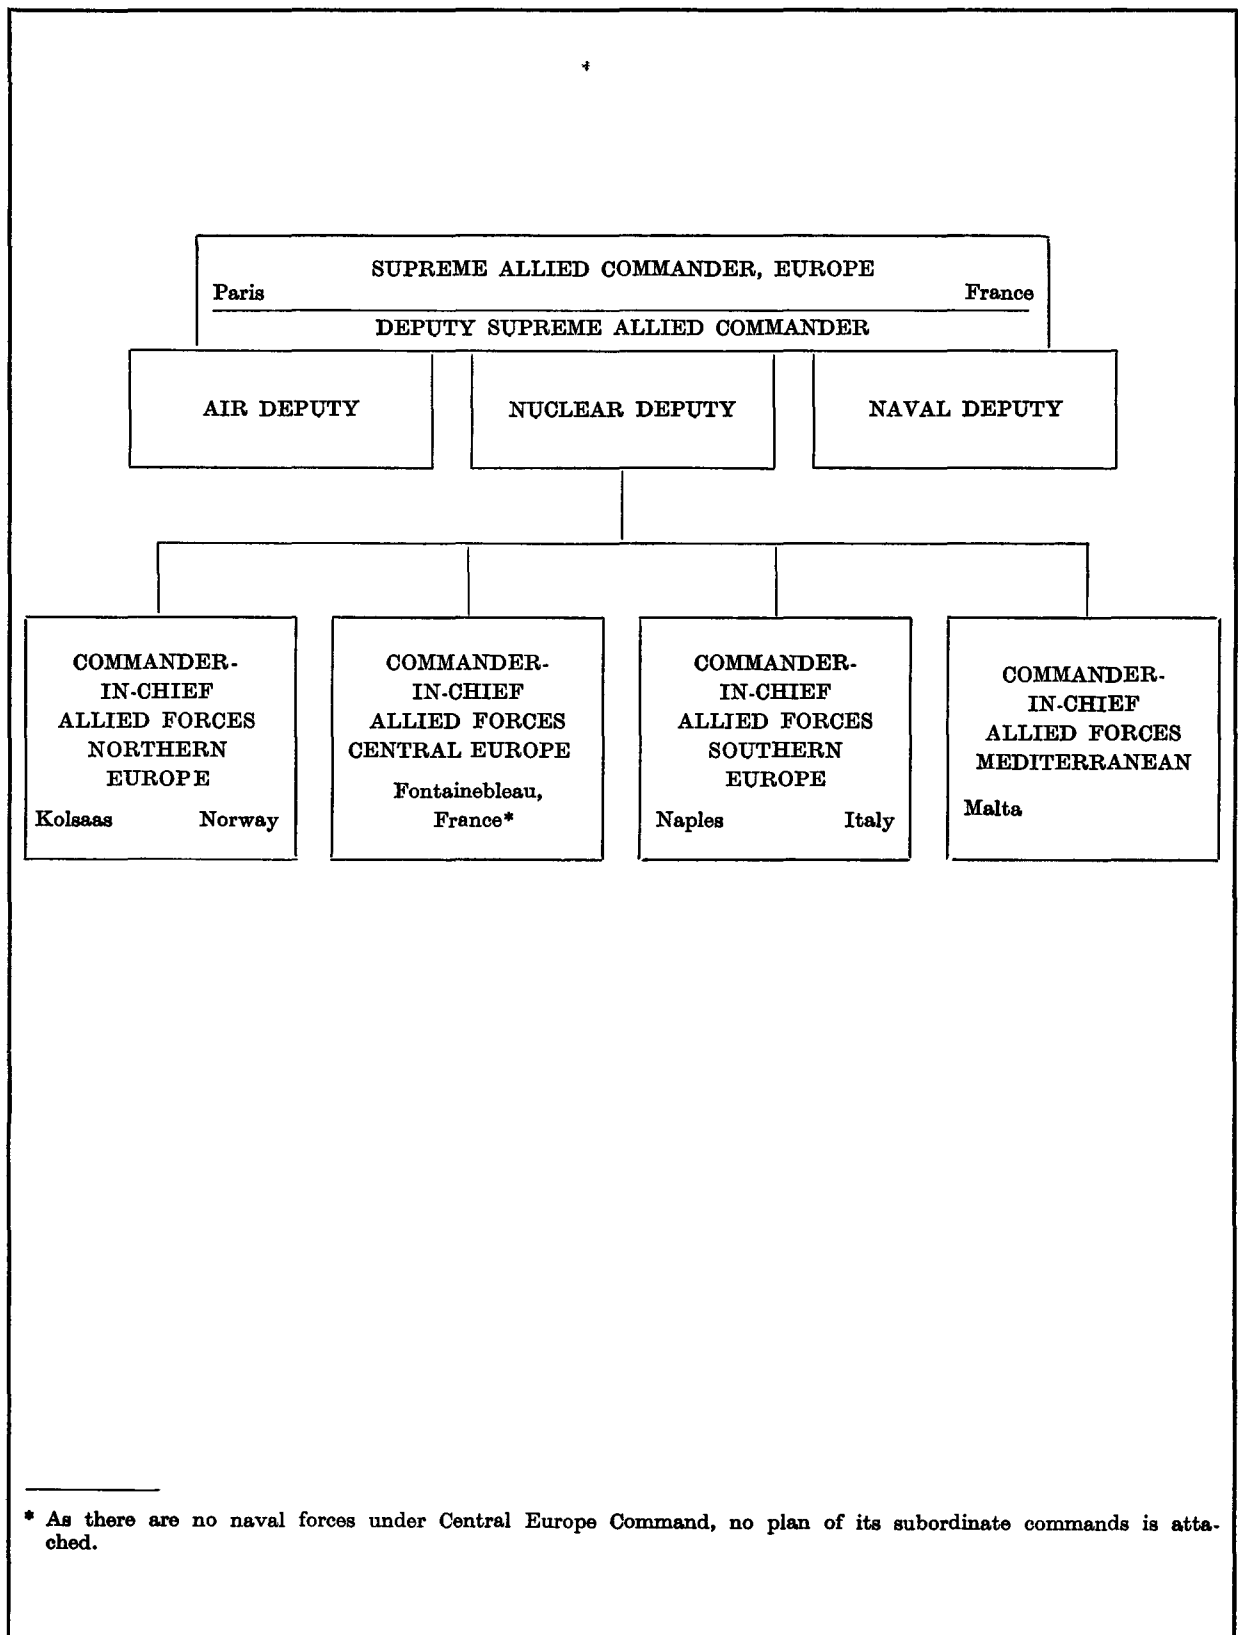 SUPREME ALLIED COMMANDER, EUROPE
Paris France
DEPUTY SUPREME ALLIED COMMANDER
AIR DEPUTY
NUCLEAR DEPUTY
NAVAL DEPUTY
COMMANDER-
IN-CHIEF
ALLIED FORCES
NORTHERN
EUROPE
Kolsaas Norway
COMMANDER-
IN-CHIEF
ALLIED FORCES
CENTRAL EUROPE
Fontainebleau,
France*
COMMANDER-
IN-CHIEF
ALLIED FORCES
SOUTHERN
EUROPE
Naples Italy
COMMANDER-
IN-CHIEF
ALLIED FORCES
MEDITERRANEAN
Malta
* As there are no naval forces under Central Europe Command, no plan of its subordinate commands is atta-
ched.